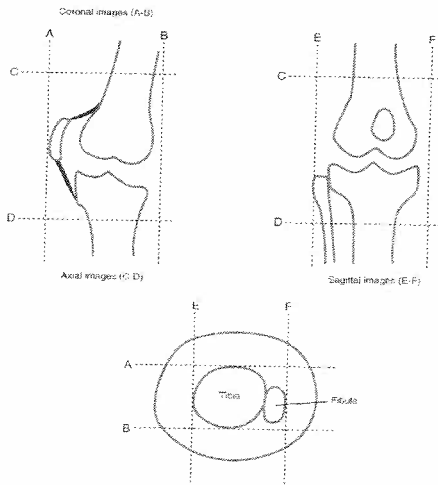 Coronal images (A-B)
A
B
C
D
Axial images (C-D)
E
F
C
D
Sagittal images (E-F)
E
F
A
Tibia
Fibula
B